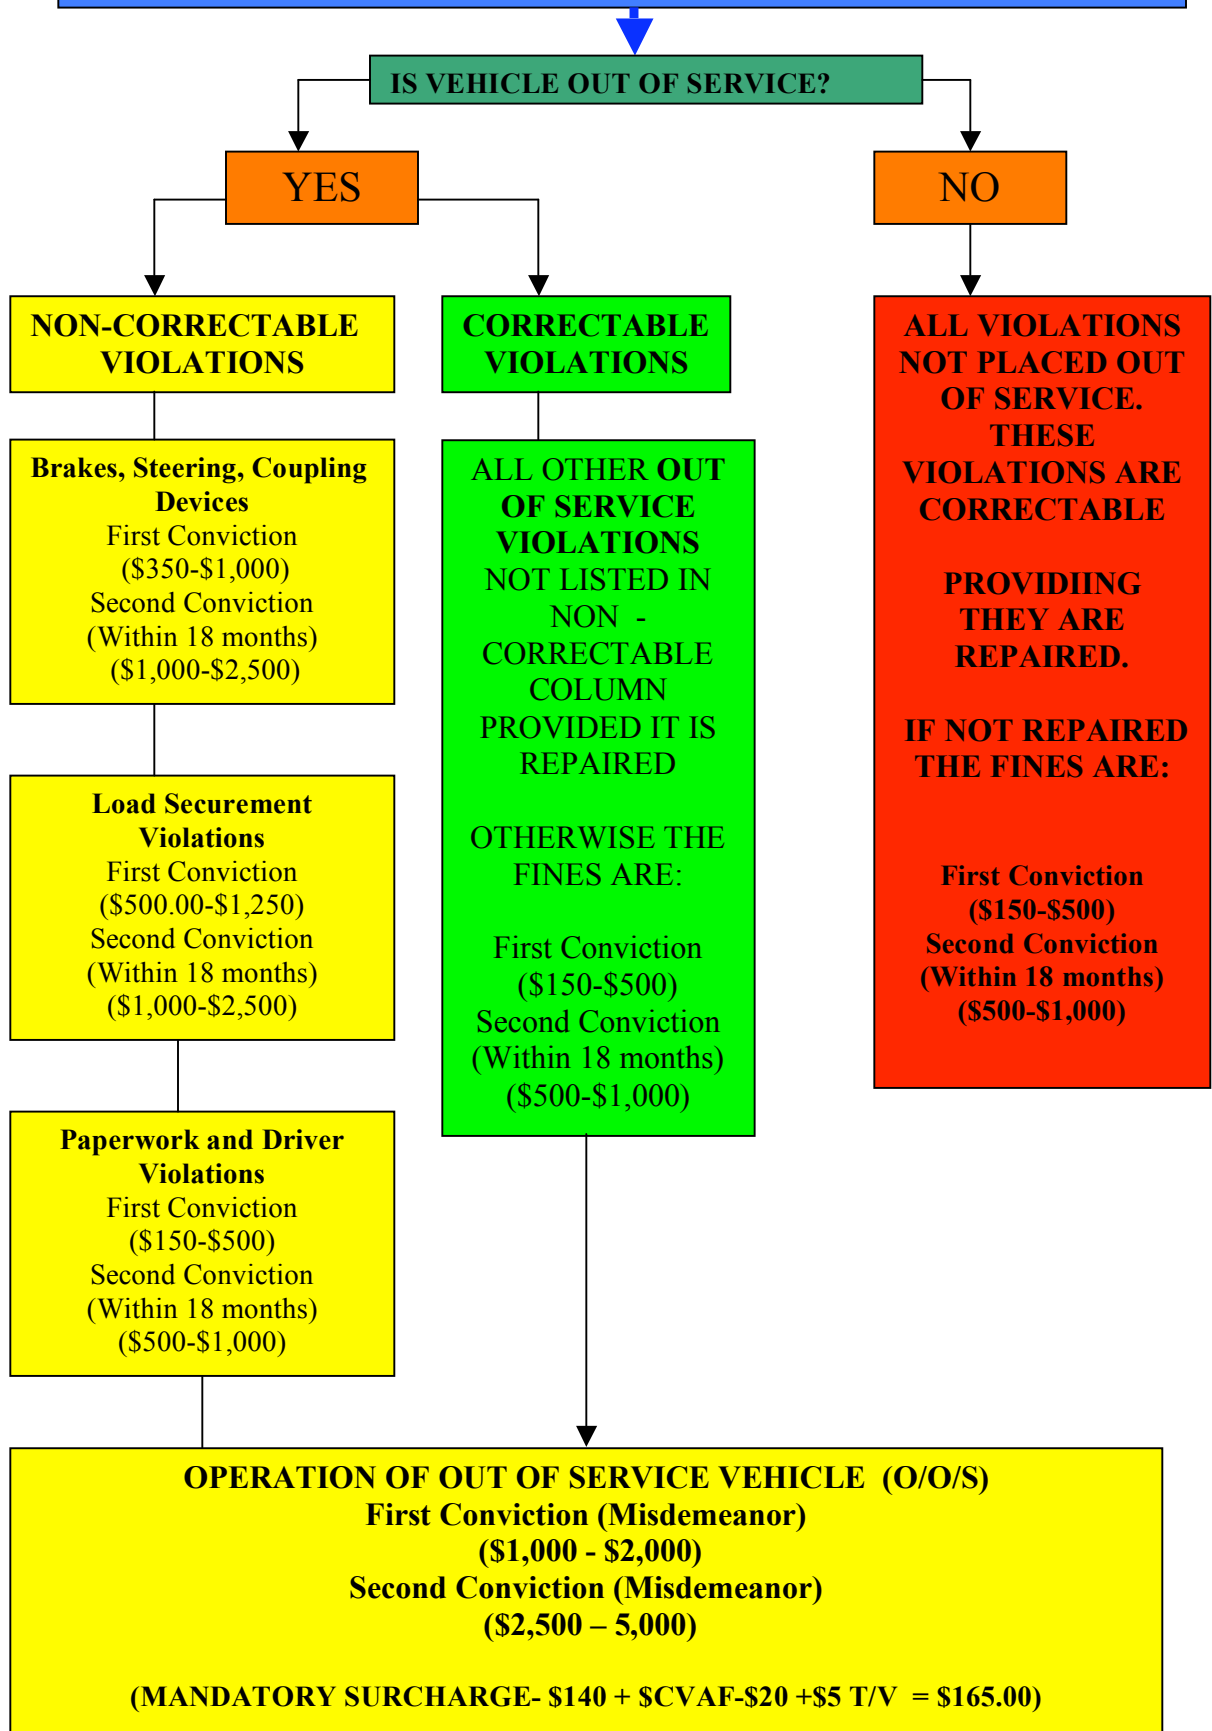 IS VEHICLE OUT OF SERVICE?
YES
NO
NON-CORRECTABLE
VIOLATIONS
Brakes, Steering, Coupling
Devices
First Conviction
($350-$1,000)
Second Conviction
(Within 18 months)
($1,000-$2,500)
Load Securement
Violations
First Conviction
($500.00-$1,250)
Second Conviction
(Within 18 months)
($1,000-$2,500)
Paperwork and Driver
Violations
First Conviction
($150-$500)
Second Conviction
(Within 18 months)
($500-$1,000)
CORRECTABLE
VIOLATIONS
ALL OTHER OUT
OF SERVICE
VIOLATIONS
NOT LISTED IN
NON -
CORRECTABLE
COLUMN
PROVIDED IT IS
REPAIRED
OTHERWISE THE
FINES ARE:
First Conviction
($150-$500)
Second Conviction
(Within 18 months)
($500-$1,000)
ALL VIOLATIONS
NOT PLACED OUT
OF SERVICE.
THESE
VIOLATIONS ARE
CORRECTABLE
PROVIDIING
THEY ARE
REPAIRED.
IF NOT REPAIRED
THE FINES ARE:
First Conviction
($150-$500)
Second Conviction
(Within 18 months)
($500-$1,000)
OPERATION OF OUT OF SERVICE VEHICLE (O/O/S)
First Conviction (Misdemeanor)
($1,000 - $2,000)
Second Conviction (Misdemeanor)
($2,500 – 5,000)
(MANDATORY SURCHARGE- $140 + $CVAF-$20 +$5 T/V = $165.00)